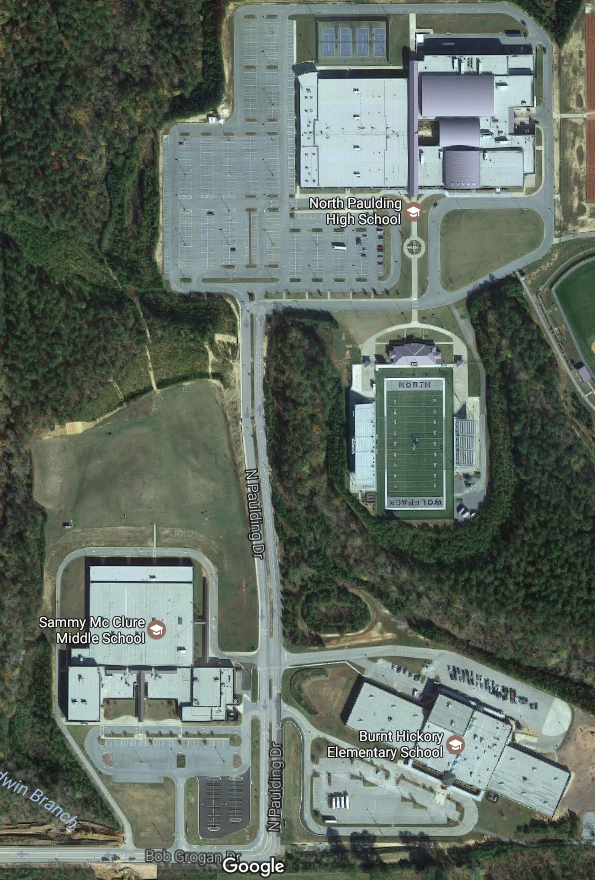 North Paulding
High School
NORTH
WOLFPACK
N Paulding Dr
Sammy Mc Clure
Middle School
Burnt Hickory
Elementary School
N Paulding Dr
dwin Branch
Bob Grogan Dr
Google